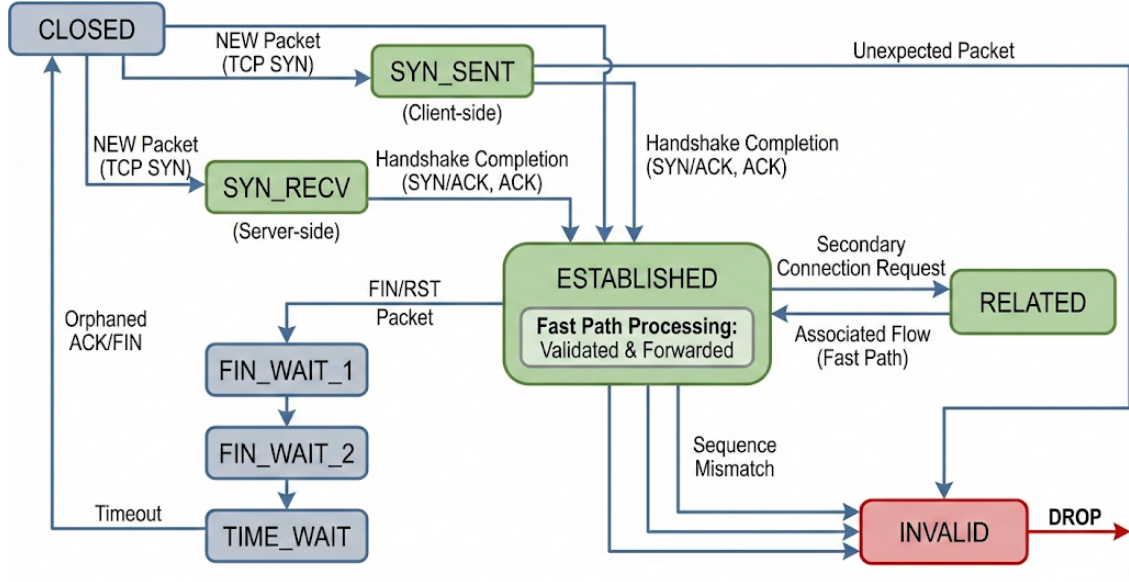 CLOSED
NEW Packet
(TCP SYN)
SYN_SENT
(Client-side)
Unexpected Packet
NEW Packet
(TCP SYN)
SYN_RECV
(Server-side)
Handshake Completion
(SYN/ACK, ACK)
Handshake Completion
(SYN/ACK, ACK)
ESTABLISHED
Fast Path Processing:
Validated & Forwarded
Secondary
Connection Request
RELATED
Associated Flow
(Fast Path)
FIN/RST
Packet
Orphaned
ACK/FIN
FIN_WAIT_1
FIN_WAIT_2
Sequence
Mismatch
Timeout
TIME_WAIT
INVALID
DROP